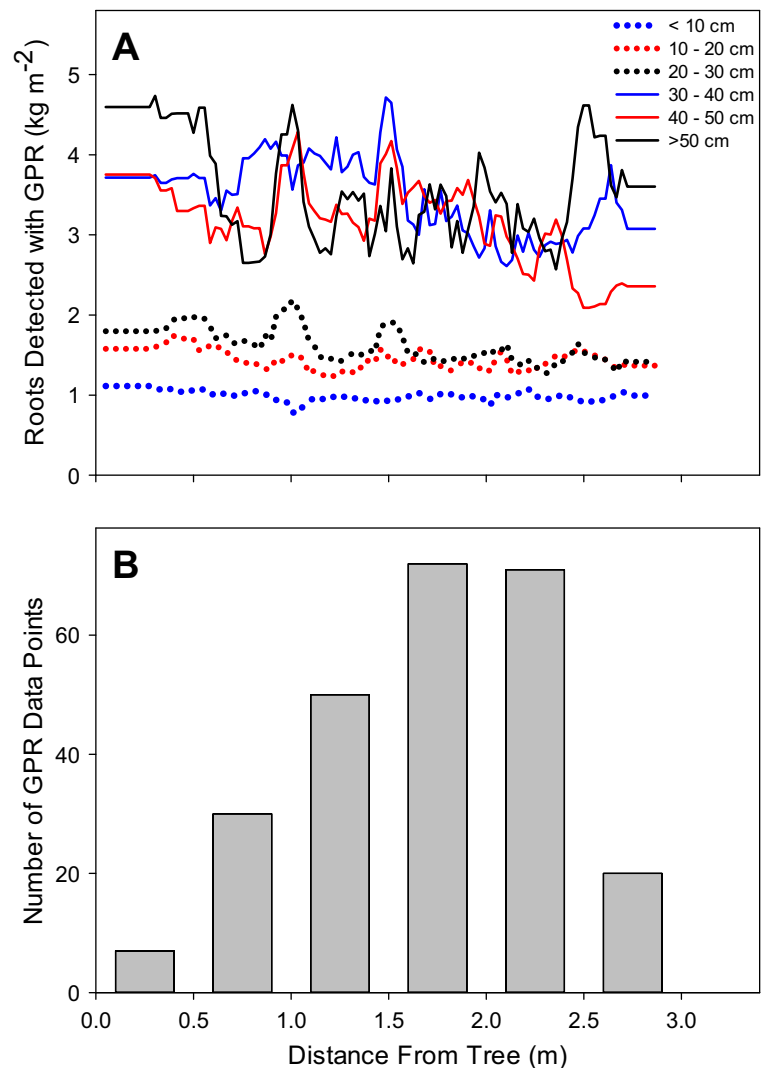 A
< 10 cm
10 - 20 cm
20 - 30 cm
30 - 40 cm
40 - 50 cm
>50 cm
Roots Detected with GPR (kg m⁻²)
5
4
3
2
1
0
B
Number of GPR Data Points
60
40
20
0
0.0 0.5 1.0 1.5 2.0 2.5 3.0
Distance From Tree (m)